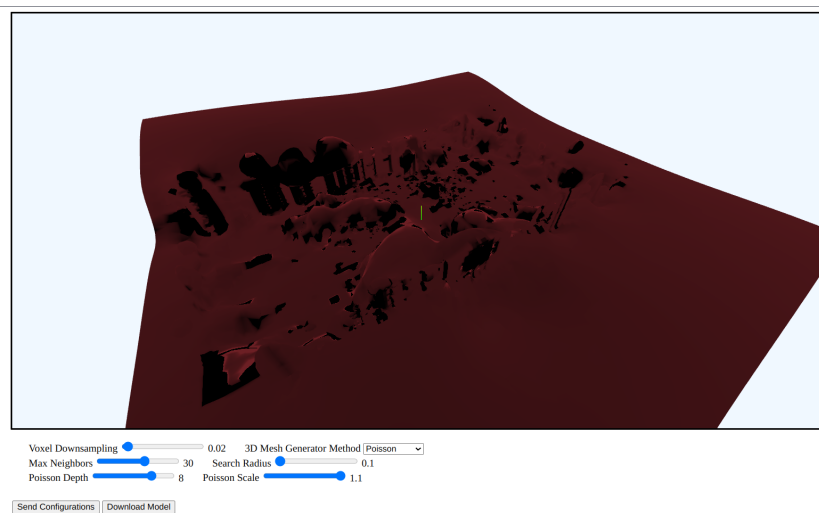 Voxel Downsampling 0.02 3D Mesh Generator Method Poisson
Max Neighbors 30 Search Radius 0.1
Poisson Depth 8 Poisson Scale 1.1
Send Configurations Download Model